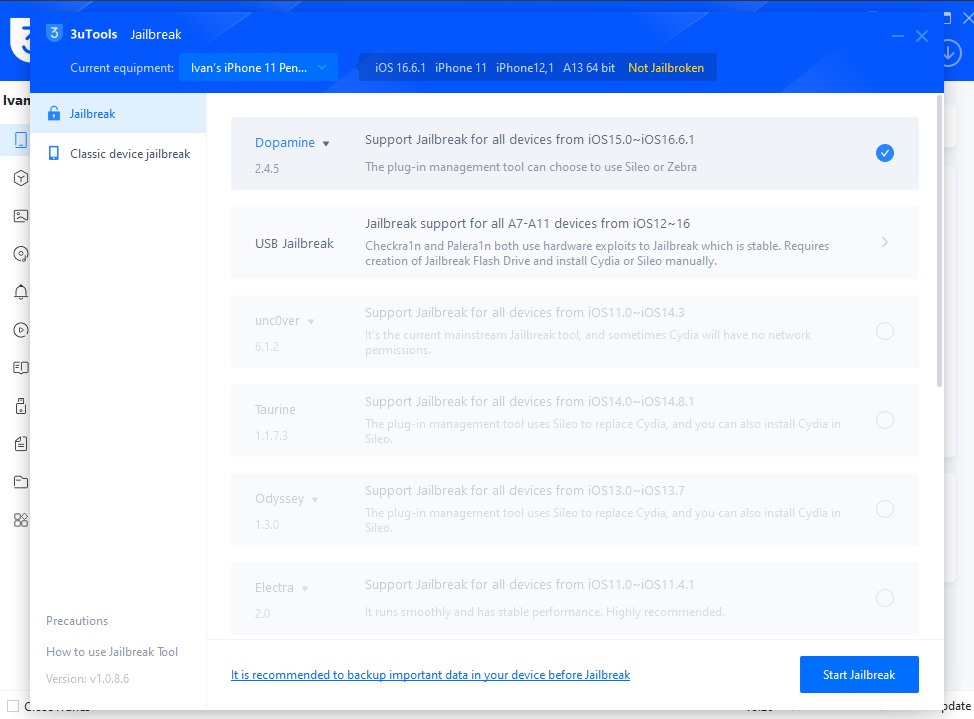 3uTools Jailbreak
Current equipment: Ivan's iPhone 11 Pen... iOS 16.6.1 iPhone 11 iPhone12,1 A13 64 bit Not Jailbroken
Ivan
Jailbreak
Classic device jailbreak
Dopamine
2.4.5
Support Jailbreak for all devices from iOS15.0~iOS16.6.1
The plug-in management tool can choose to use Sileo or Zebra
USB Jailbreak
Jailbreak support for all A7-A11 devices from iOS12~16
Checkra1n and Palera1n both use hardware exploits to Jailbreak which is stable. Requires
creation of Jailbreak Flash Drive and install Cydia or Sileo manually.
unc0ver
6.1.2
Support Jailbreak for all devices from iOS11.0~iOS14.3
It's the current mainstream Jailbreak tool, and sometimes Cydia will have no network
permissions.
Taurine
1.1.7.3
Support Jailbreak for all devices from iOS14.0~iOS14.8.1
The plug-in management tool uses Sileo to replace Cydia, and you can also install Cydia in
Sileo.
Odyssey
1.3.0
Support Jailbreak for all devices from iOS13.0~iOS13.7
The plug-in management tool uses Sileo to replace Cydia, and you can also install Cydia in
Sileo.
Electra
2.0
Support Jailbreak for all devices from iOS11.0~iOS11.4.1
It runs smoothly and has stable performance. Highly recommended.
Precautions
How to use Jailbreak Tool
Version: v1.0.8.6
It is recommended to backup important data in your device before Jailbreak
Start Jailbreak
pdate